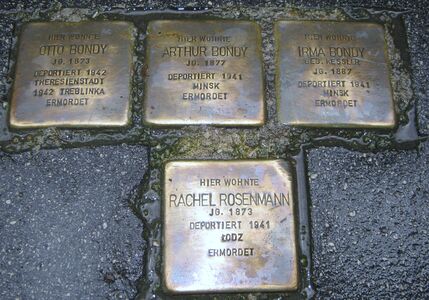 HIER WOHNTE
OTTO BONDY
JG. 1873
DEPORTIERT 1942
THERESIENSTADT
1942 TREBLINKA
ERMORDET
HIER WOHNTE
ARTHUR BONDY
JG. 1877
DEPORTIERT 1941
MINSK
ERMORDET
HIER WOHNTE
IRMA BONDY
GEB. KESSLER
JG. 1887
DEPORTIERT 1941
MINSK
ERMORDET
HIER WOHNTE
RACHEL ROSENMANN
JG. 1873
DEPORTIERT 1941
ŁODZ
ERMORDET